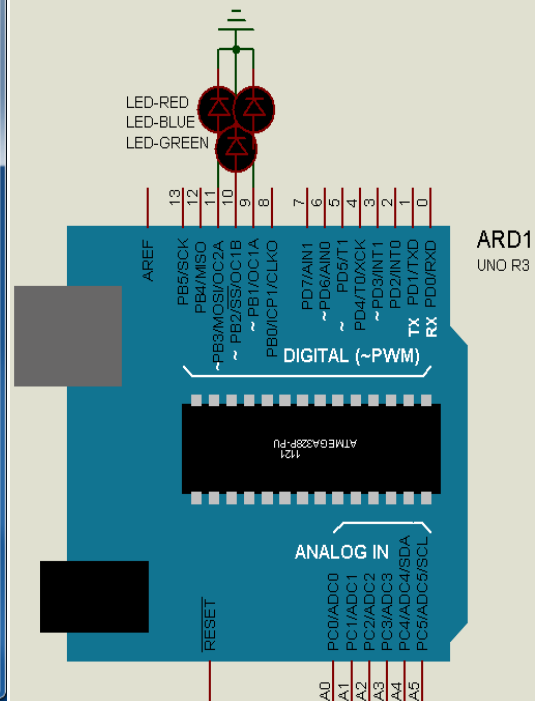 LED-RED
LED-BLUE
LED-GREEN
13
12
11
10
9
8
7
6
5
4
3
2
1
0
ARD1
UNO R3
AREF
PB5/SCK
PB4/MISO
~PB3/MOSI/OC2A
~PB2/SS/OC1B
~PB1/OC1A
PB0/ICP1/CLKO
PD7/AIN1
~PD6/AIN0
~PD5/T1
PD4/T0/XCK
~PD3/INT1
PD2/INT0
TX PD1/TXD
RX PD0/RXD
DIGITAL (~PWM)
1121
ATMEGA328P-PU
ANALOG IN
RESET
PC0/ADC0
PC1/ADC1
PC2/ADC2
PC3/ADC3
PC4/ADC4/SDA
PC5/ADC5/SCL
A0
A1
A2
A3
A4
A5